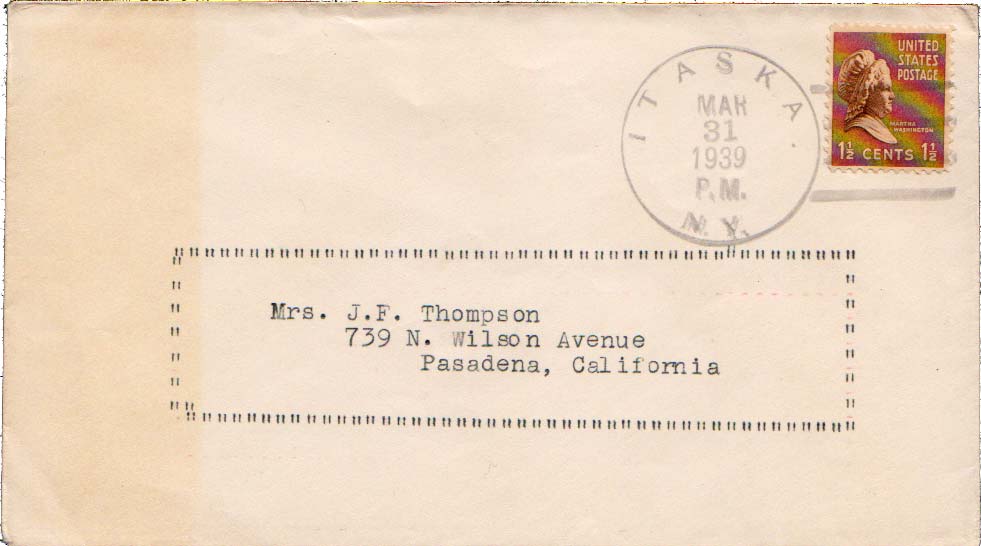 ITASKA.
MAR
31
1939
P.M.
N.Y.
UNITED
STATES
POSTAGE
MARTHA
WASHINGTON
1½ CENTS 1½
Mrs. J.F. Thompson
739 N. Wilson Avenue
Pasadena, California